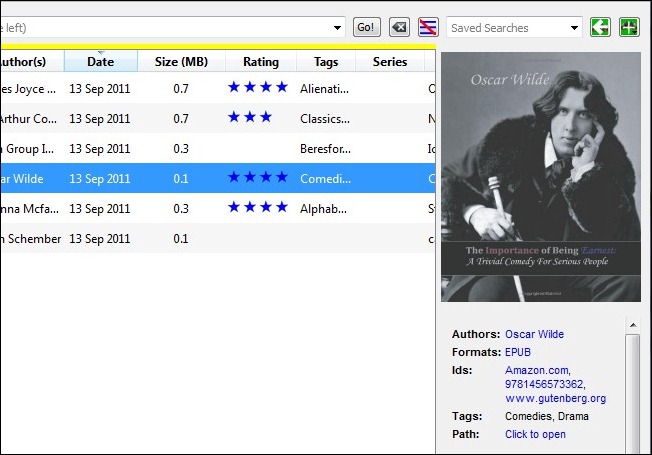 e left)
Go!
Saved Searches
Author(s) Date Size (MB) Rating Tags Series
es Joyce ... 13 Sep 2011 0.7 ★★★★ Alienati...
Arthur Co... 13 Sep 2011 0.7 ★★★ Classics... N
Group I... 13 Sep 2011 0.3 Beresfor...
ar Wilde 13 Sep 2011 0.1 ★★★★ Comedi...
nna Mcfa... 13 Sep 2011 0.3 ★★★★ Alphab...
n Schember 13 Sep 2011 0.1
Oscar Wilde
The Importance of Being Earnest:
A Trivial Comedy For Serious People
Authors: Oscar Wilde
Formats: EPUB
Ids: Amazon.com,
9781456573362,
www.gutenberg.org
Tags: Comedies, Drama
Path: Click to open